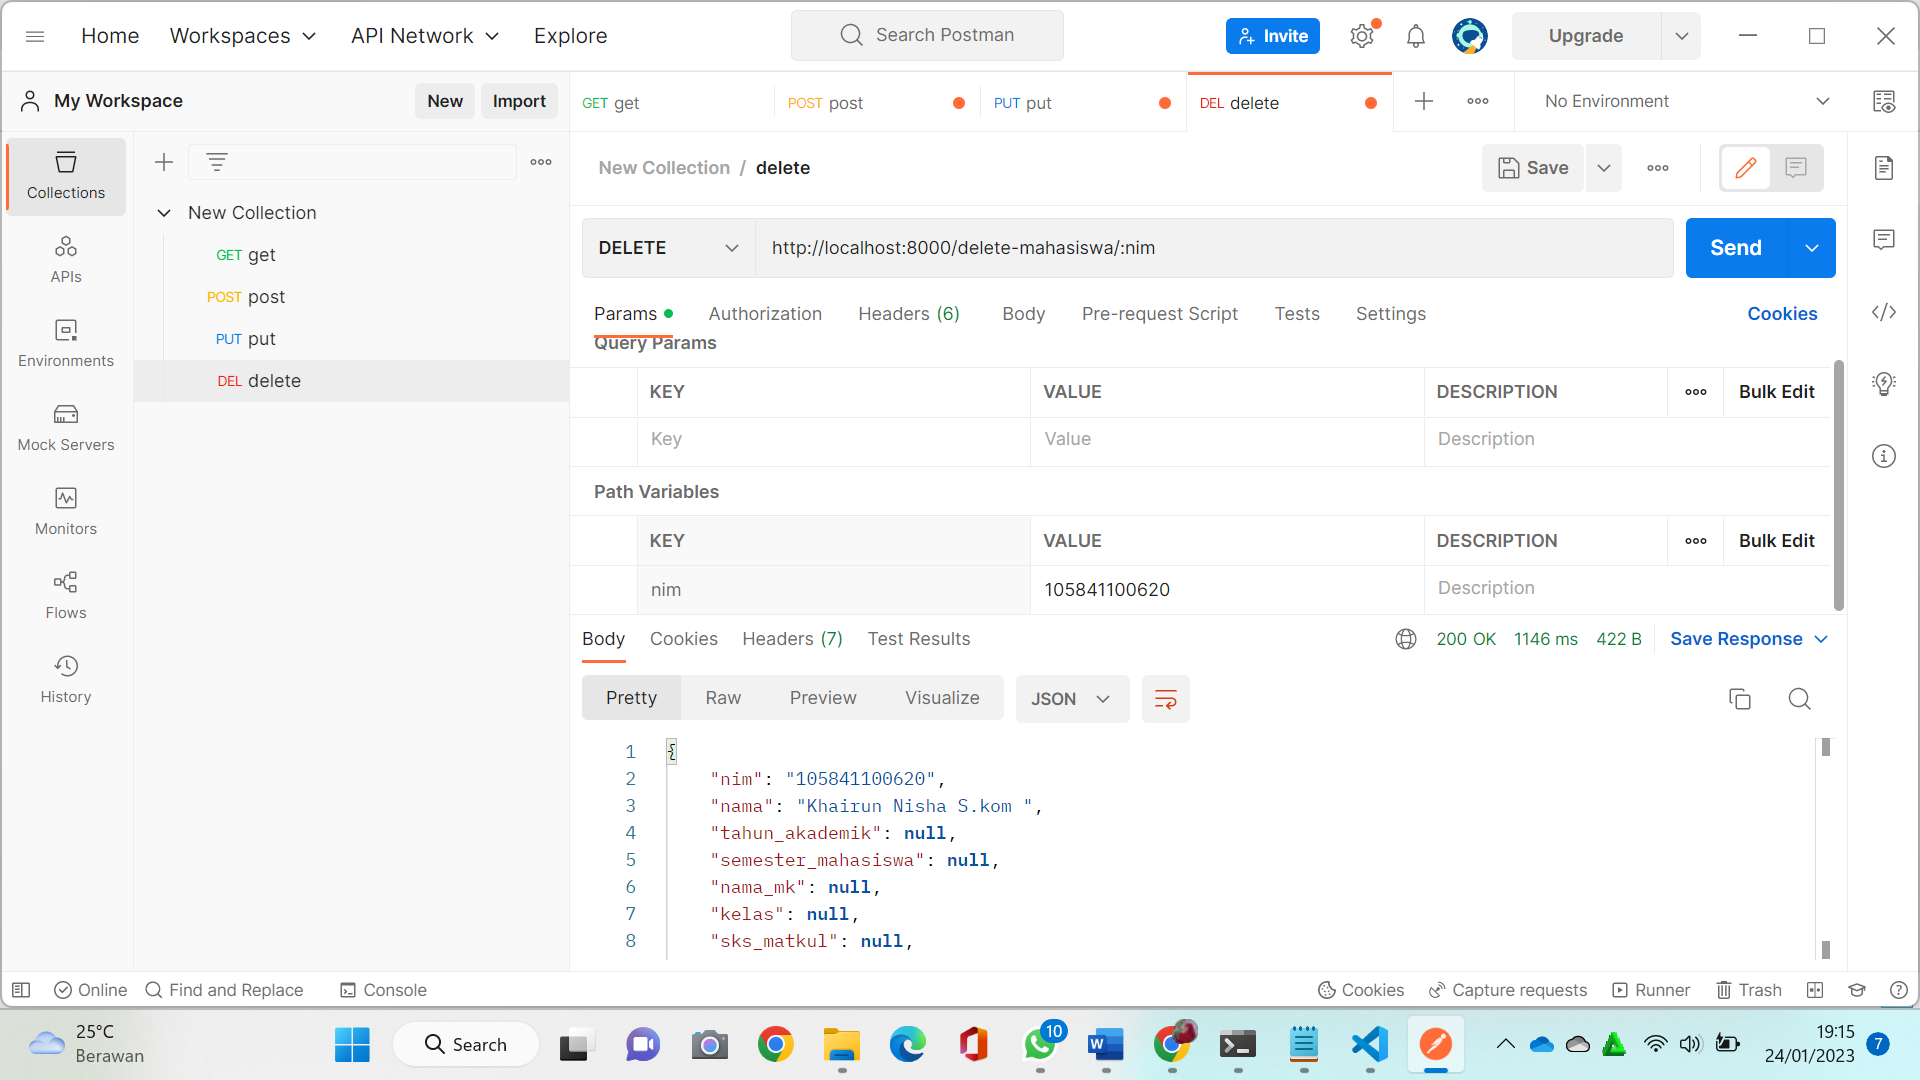 Home Workspaces API Network Explore Search Postman Invite Upgrade
My Workspace New Import GET get POST post PUT put DEL delete No Environment
Collections
APIs
Environments
Mock Servers
Monitors
Flows
History
New Collection
GET get
POST post
PUT put
DEL delete
New Collection / delete Save
DELETE http://localhost:8000/delete-mahasiswa/:nim Send
Params Authorization Headers (6) Body Pre-request Script Tests Settings Cookies
Query Params
KEY VALUE DESCRIPTION Bulk Edit
Key Value Description
Path Variables
KEY VALUE DESCRIPTION Bulk Edit
nim 105841100620 Description
Body Cookies Headers (7) Test Results 200 OK 1146 ms 422 B Save Response
Pretty Raw Preview Visualize JSON
1 {
2 "nim": "105841100620",
3 "nama": "Khairun Nisha S.kom ",
4 "tahun_akademik": null,
5 "semester_mahasiswa": null,
6 "nama_mk": null,
7 "kelas": null,
8 "sks_matkul": null,
Online Find and Replace Console Cookies Capture requests Runner Trash
25°C
Berawan
Search
10
19:15
24/01/2023
7